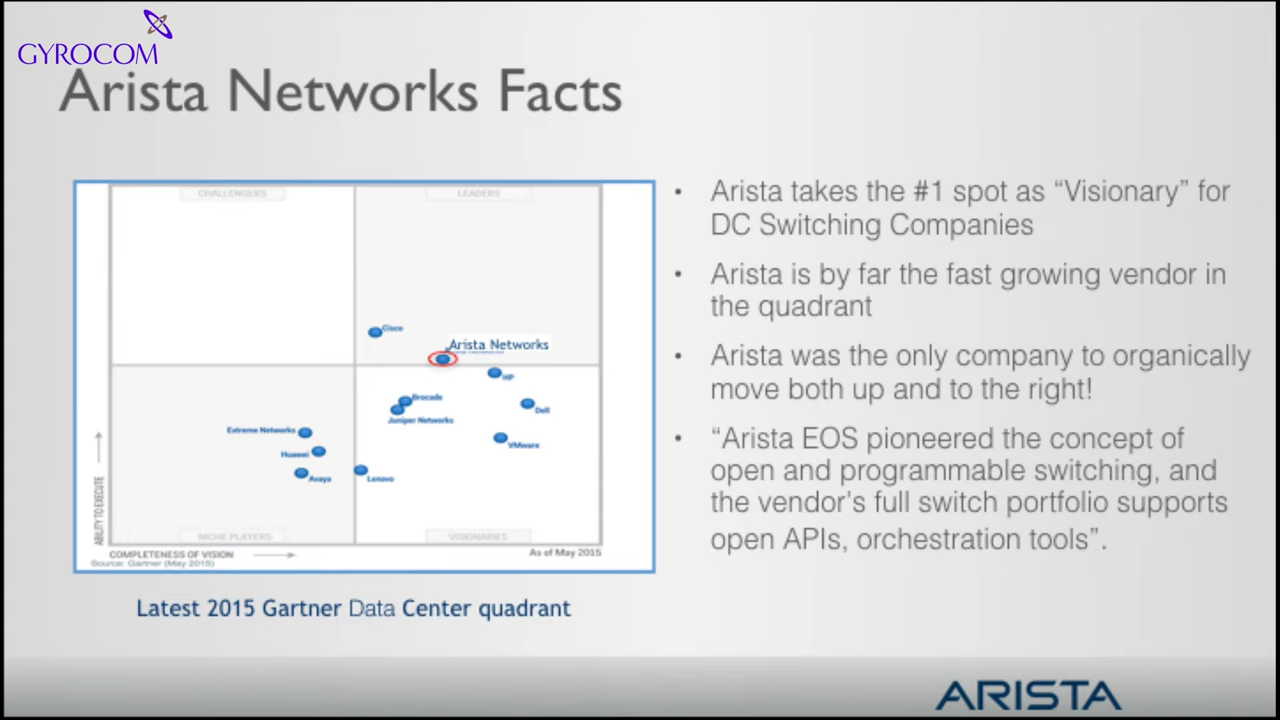 GYROCOM
Arista Networks Facts
CHALLENGERS
LEADERS
Cisco
Arista Networks
HP
Brocade
Dell
Juniper Networks
Extreme Networks
VMware
Huawei
Avaya
Lenovo
ABILITY TO EXECUTE
NICHE PLAYERS
VISIONARIES
COMPLETENESS OF VISION
As of May 2015
Source: Gartner (May 2015)
Latest 2015 Gartner Data Center quadrant
• Arista takes the #1 spot as “Visionary” for
DC Switching Companies
• Arista is by far the fast growing vendor in
the quadrant
• Arista was the only company to organically
move both up and to the right!
• “Arista EOS pioneered the concept of
open and programmable switching, and
the vendor's full switch portfolio supports
open APIs, orchestration tools”.
ARISTA